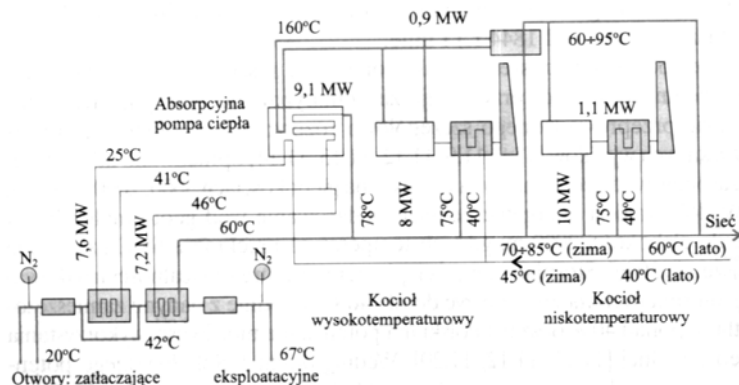 160°C
0,9 MW
60÷95°C
9,1 MW
1,1 MW
Absorpcyjna
pompa ciepła
25°C
41°C
46°C
60°C
7,6 MW
7,2 MW
78°C
8 MW
75°C
40°C
10 MW
75°C
40°C
Sieć
70÷85°C (zima)
60°C (lato)
45°C (zima)
40°C (lato)
N2
N2
Kocioł
wysokotemperaturowy
Kocioł
niskotemperaturowy
20°C
42°C
67°C
Otwory: zatłaczające
eksploatacyjne